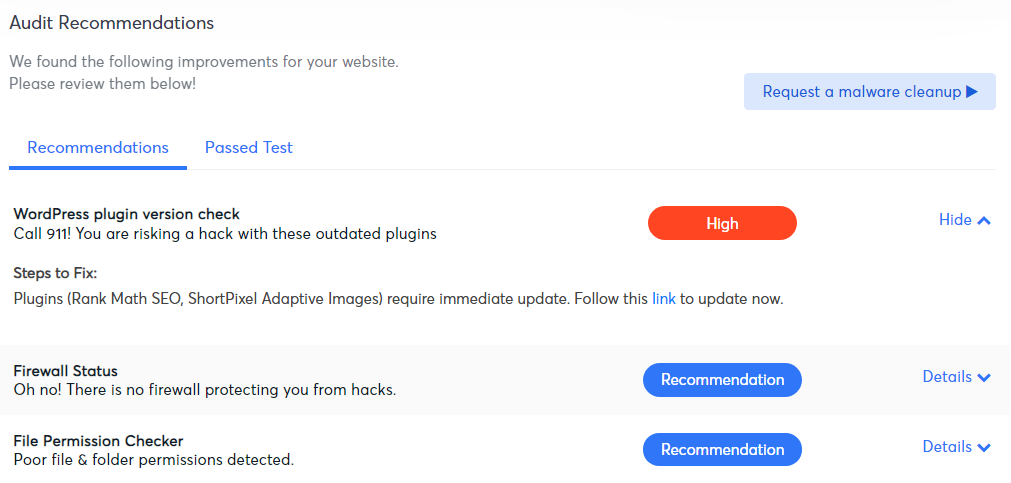 Audit Recommendations
We found the following improvements for your website.
Please review them below!
Request a malware cleanup ▶
Recommendations
Passed Test
WordPress plugin version check
Call 911! You are risking a hack with these outdated plugins
High
Hide
Steps to Fix:
Plugins (Rank Math SEO, ShortPixel Adaptive Images) require immediate update. Follow this link to update now.
Firewall Status
Oh no! There is no firewall protecting you from hacks.
Recommendation
Details
File Permission Checker
Poor file & folder permissions detected.
Recommendation
Details